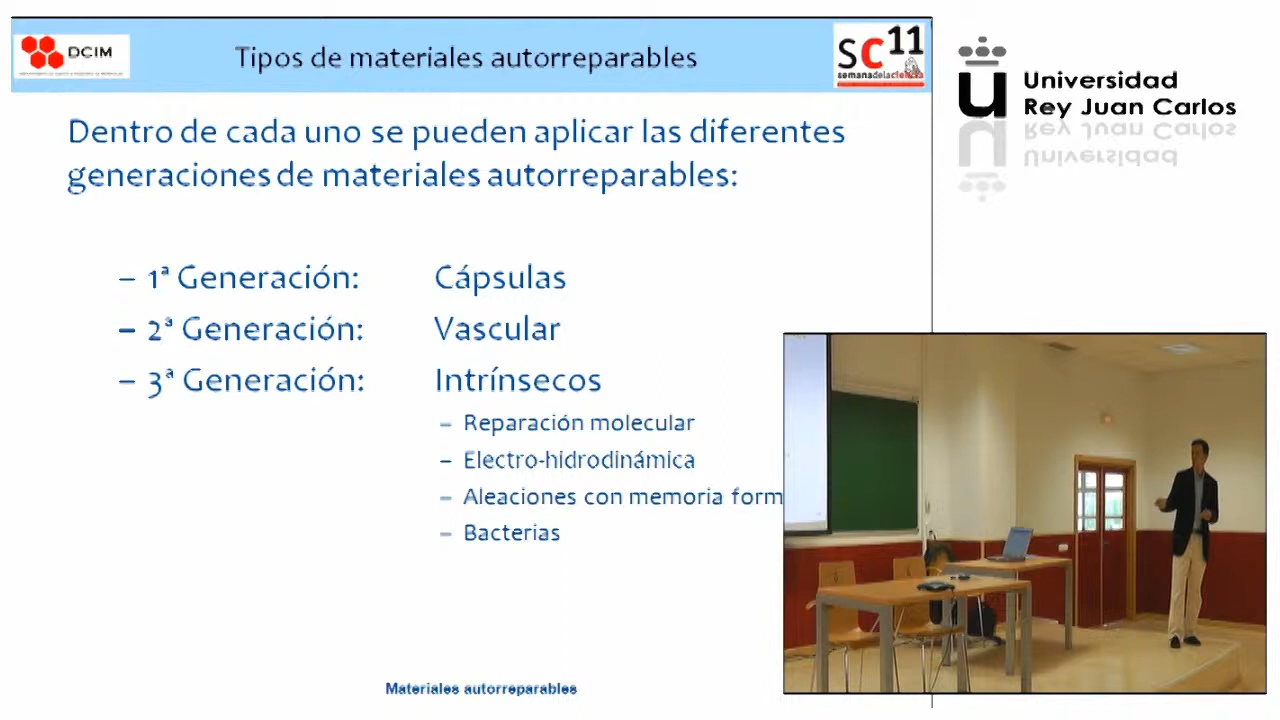 DCIM
Tipos de materiales autorreparables
SC11
semanadelaciencia
Universidad
Rey Juan Carlos
Dentro de cada uno se pueden aplicar las diferentes
generaciones de materiales autorreparables:
– 1ª Generación: Cápsulas
– 2ª Generación: Vascular
– 3ª Generación: Intrínsecos
– Reparación molecular
– Electro-hidrodinámica
– Aleaciones con memoria form
– Bacterias
Materiales autorreparables